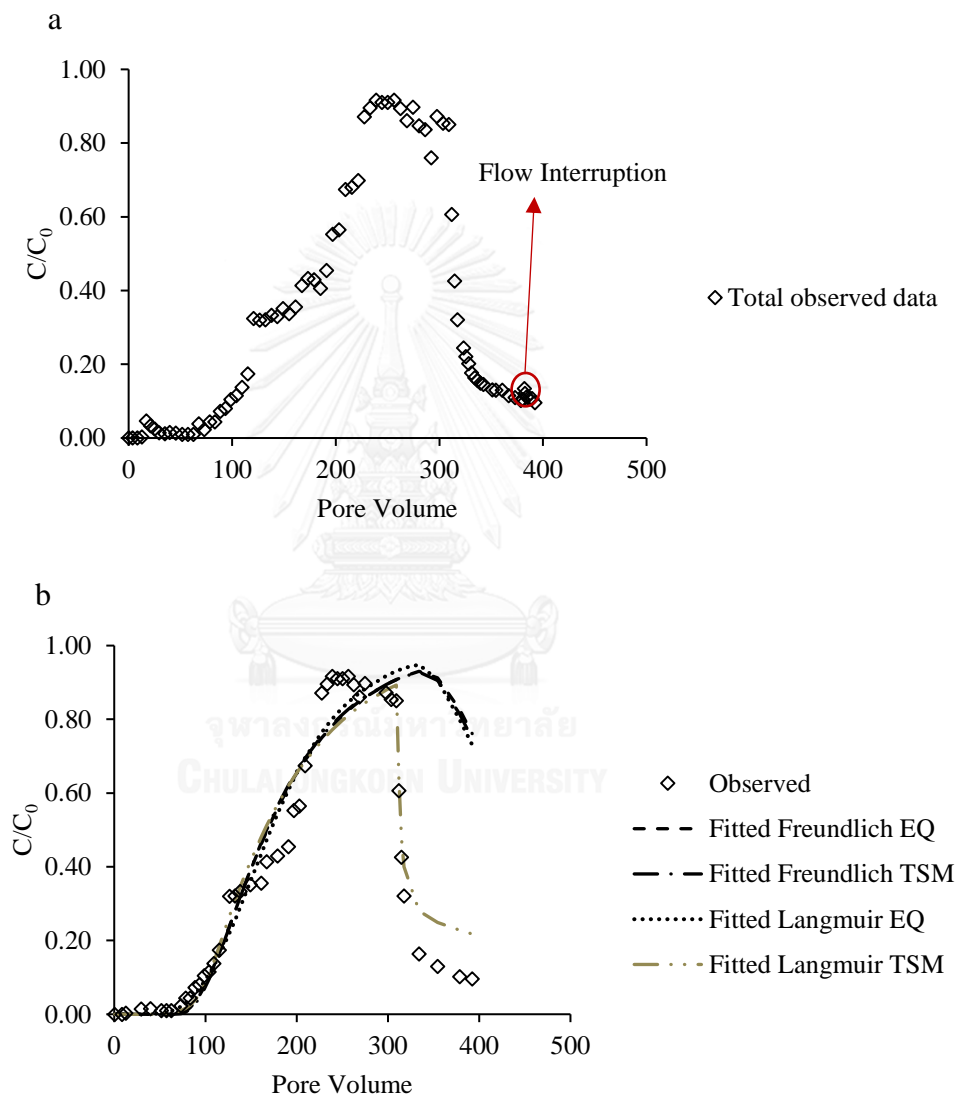 a
1.00
0.80
0.60
0.40
0.20
0.00
C/C₀
0 100 200 300 400 500
Pore Volume
Flow Interruption
Total observed data
b
1.00
0.80
0.60
0.40
0.20
0.00
C/C₀
0 100 200 300 400 500
Pore Volume
จุฬาลงกรณ์มหาวิทยาลัย
CHULALONGKORN UNIVERSITY
Observed
Fitted Freundlich EQ
Fitted Freundlich TSM
Fitted Langmuir EQ
Fitted Langmuir TSM